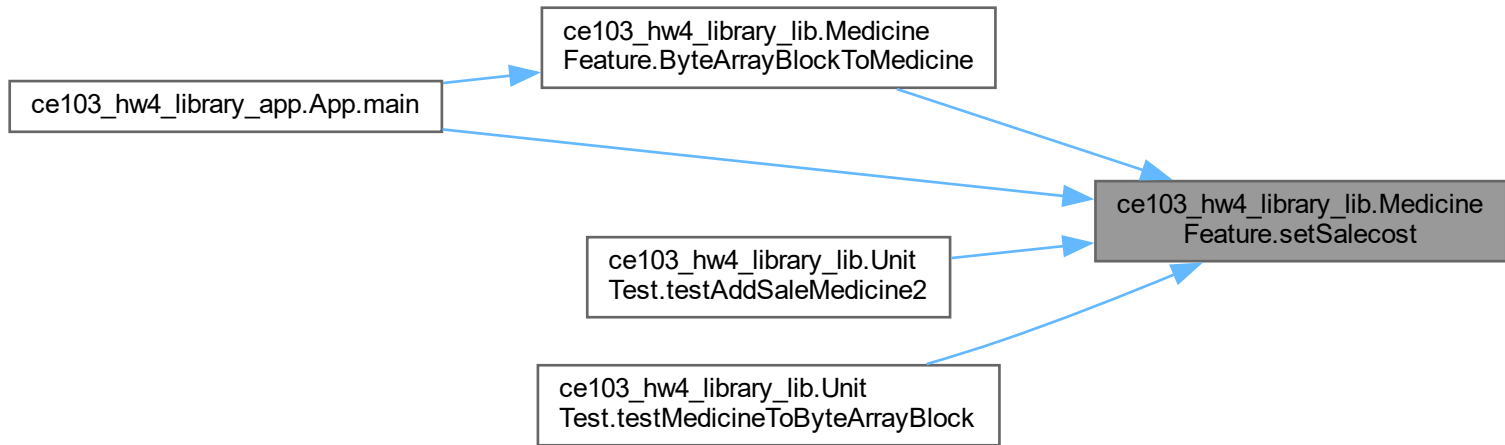 ce103_hw4_library_lib.Medicine
Feature.ByteArrayBlockToMedicine
ce103_hw4_library_app.App.main
ce103_hw4_library_lib.Medicine
Feature.setSalecost
ce103_hw4_library_lib.Unit
Test.testAddSaleMedicine2
ce103_hw4_library_lib.Unit
Test.testMedicineToByteArrayBlock